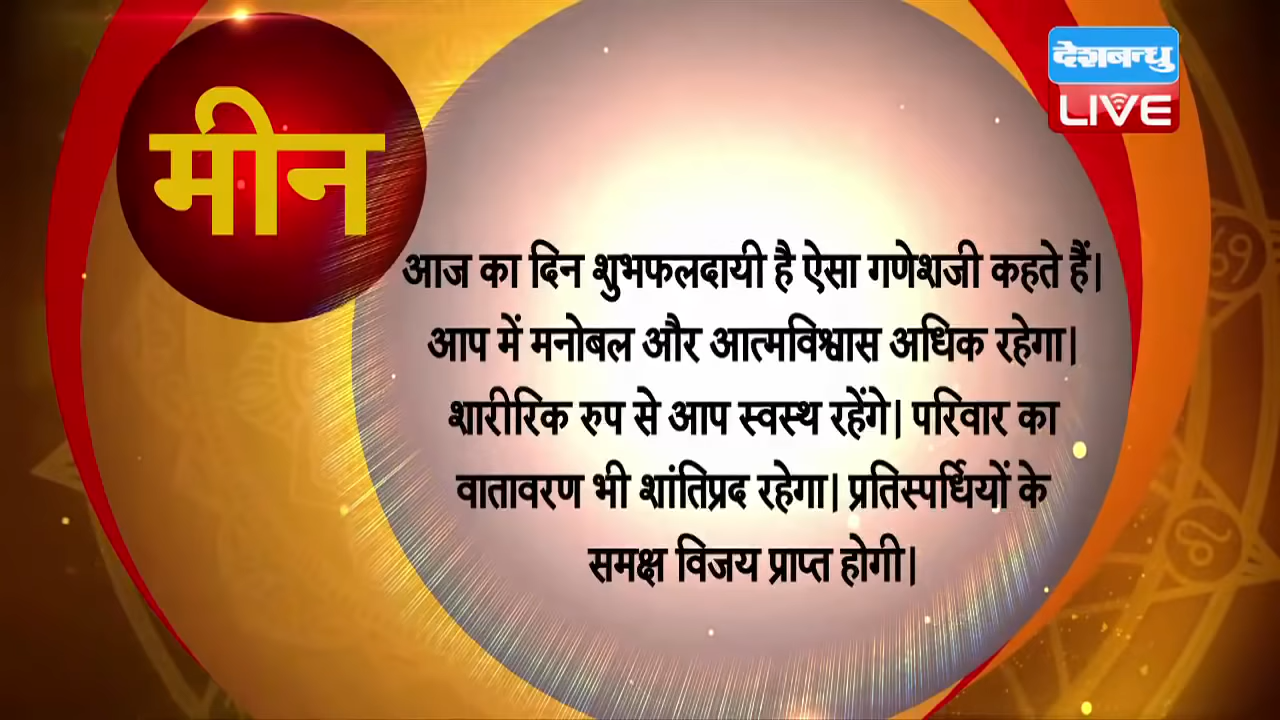 मीन
देशबन्धु
LIVE
आज का दिन शुभफलदायी है ऐसा गणेशजी कहते हैं|
आप में मनोबल और आत्मविश्वास अधिक रहेगा|
शारीरिक रुप से आप स्वस्थ रहेंगे| परिवार का
वातावरण भी शांतिप्रद रहेगा| प्रतिस्पर्धियों के
समक्ष विजय प्राप्त होगी|